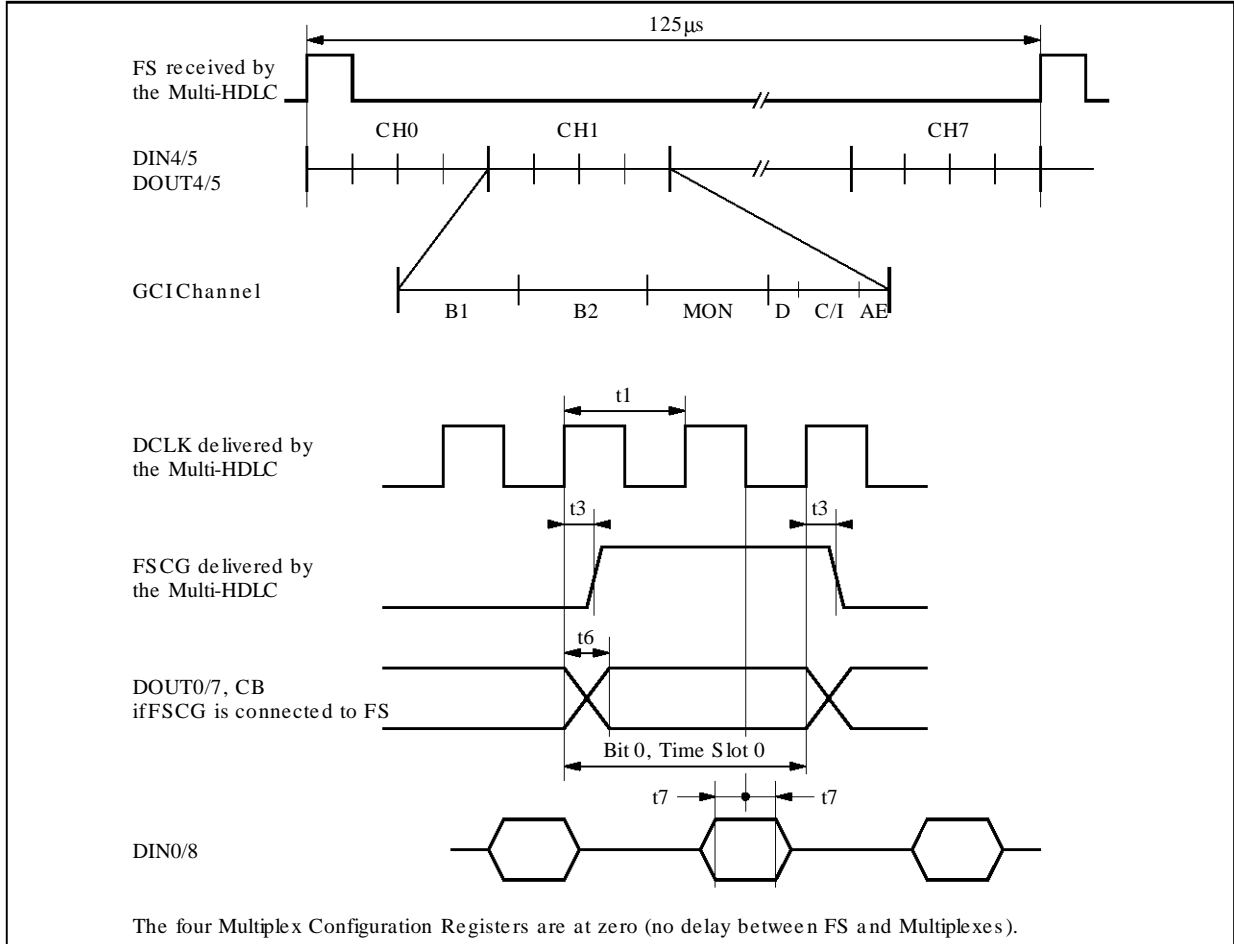 125µs
FS received by
the Multi-HDLC
CH0 CH1 CH7
DIN4/5
DOUT4/5
GCI Channel
B1 B2 MON D C/I AE
t1
DCLK delivered by
the Multi-HDLC
t3 t3
FSCG delivered by
the Multi-HDLC
t6
DOUT0/7, CB
if FSCG is connected to FS
Bit 0, Time Slot 0
t7 t7
DIN0/8
The four Multiplex Configuration Registers are at zero (no delay between FS and Multiplexes).